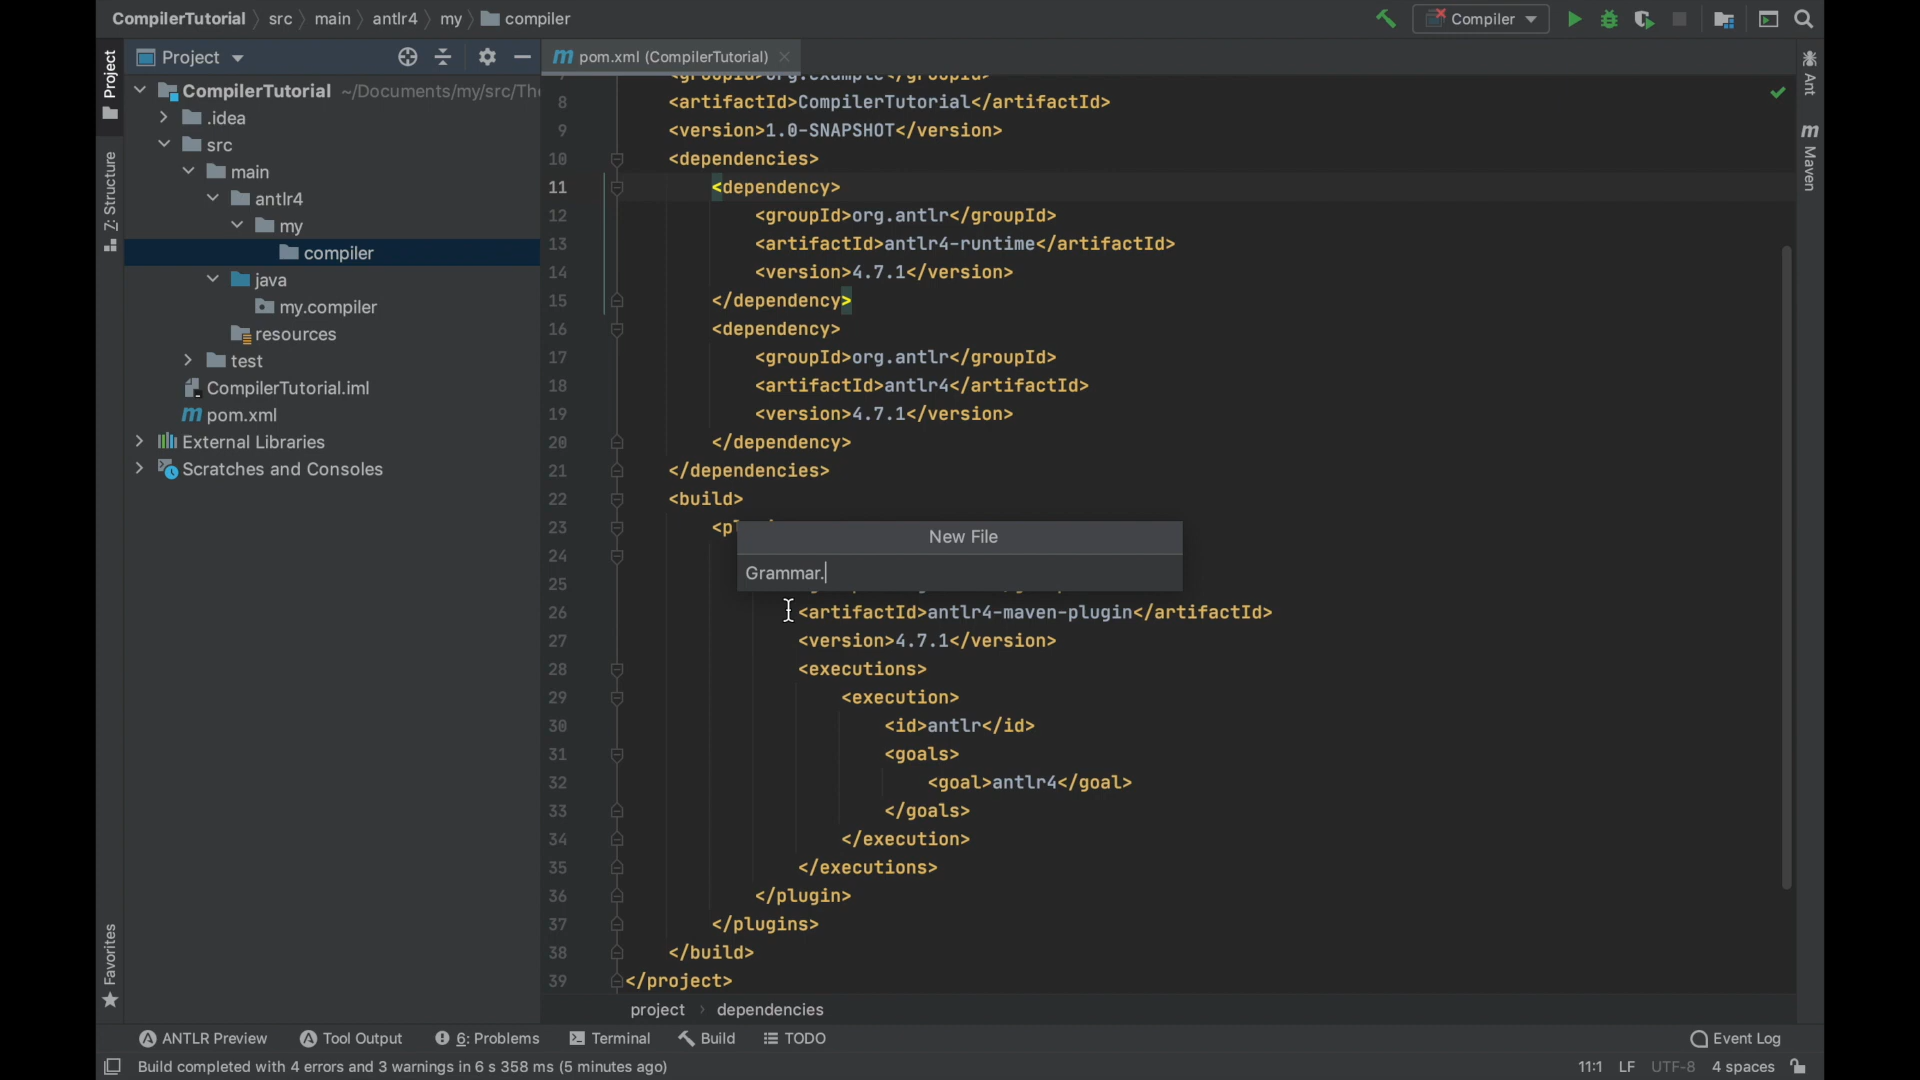 CompilerTutorial src main antlr4 my compiler
Compiler
Project
pom.xml (CompilerTutorial)
Project
7: Structure
Favorites
CompilerTutorial ~/Documents/my/src/The
.idea
src
main
antlr4
my
compiler
java
my.compiler
resources
test
CompilerTutorial.iml
pom.xml
External Libraries
Scratches and Consoles
7 <groupId>org.example</groupId>
8 <artifactId>CompilerTutorial</artifactId>
9 <version>1.0-SNAPSHOT</version>
10 <dependencies>
11 <dependency>
12 <groupId>org.antlr</groupId>
13 <artifactId>antlr4-runtime</artifactId>
14 <version>4.7.1</version>
15 </dependency>
16 <dependency>
17 <groupId>org.antlr</groupId>
18 <artifactId>antlr4</artifactId>
19 <version>4.7.1</version>
20 </dependency>
21 </dependencies>
22 <build>
23 <pl
New File
24
Grammar.
25
26 <artifactId>antlr4-maven-plugin</artifactId>
27 <version>4.7.1</version>
28 <executions>
29 <execution>
30 <id>antlr</id>
31 <goals>
32 <goal>antlr4</goal>
33 </goals>
34 </execution>
35 </executions>
36 </plugin>
37 </plugins>
38 </build>
39 </project>
project dependencies
Ant
m Maven
ANTLR Preview Tool Output 6: Problems Terminal Build TODO Event Log
Build completed with 4 errors and 3 warnings in 6 s 358 ms (5 minutes ago) 11:1 LF UTF-8 4 spaces